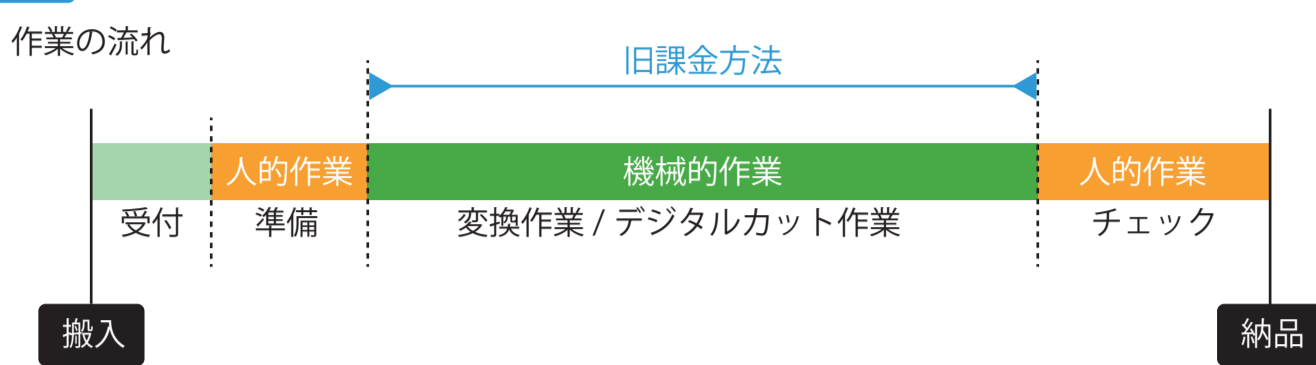 作業の流れ
旧課金方法
人的作業
機械的作業
人的作業
受付
準備
変換作業 / デジタルカット作業
チェック
搬入
納品